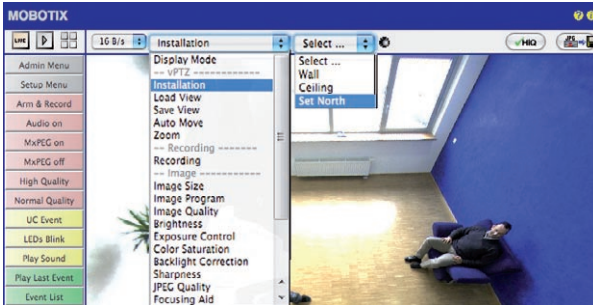 MOBOTIX
LIVE
16 B/s
Installation
Select ...
HIQ
JPG
Admin Menu
Setup Menu
Arm & Record
Audio on
MxPEG on
MxPEG off
High Quality
Normal Quality
UC Event
LEDs Blink
Play Sound
Play Last Event
Event List
Display Mode
-- vPTZ ------------
Installation
Load View
Save View
Auto Move
Zoom
-- Recording -------
Recording
-- Image -----------
Image Size
Image Program
Image Quality
Brightness
Exposure Control
Color Saturation
Backlight Correction
Sharpness
JPEG Quality
Focusing Aid
Select ...
Wall
Ceiling
Set North